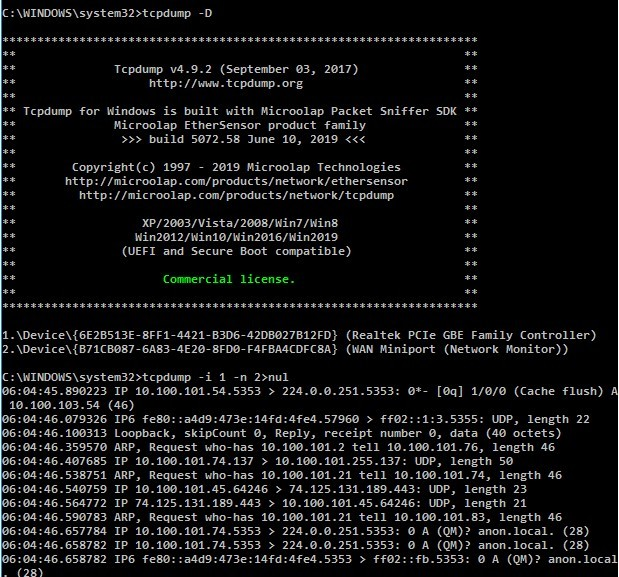 C:\WINDOWS\system32>tcpdump -D
********************************************************************
** **
** Tcpdump v4.9.2 (September 03, 2017) **
** http://www.tcpdump.org **
** **
** Tcpdump for Windows is built with Microolap Packet Sniffer SDK **
** Microolap EtherSensor product family **
** >>> build 5072.58 June 10, 2019 <<< **
** **
** Copyright(c) 1997 - 2019 Microolap Technologies **
** http://microolap.com/products/network/ethersensor **
** http://microolap.com/products/network/tcpdump **
** **
** XP/2003/Vista/2008/Win7/Win8 **
** Win2012/Win10/Win2016/Win2019 **
** (UEFI and Secure Boot compatible) **
** **
** Commercial license. **
** **
********************************************************************
1.\Device\{6E2B513E-8FF1-4421-B3D6-42DB027B12FD} (Realtek PCIe GBE Family Controller)
2.\Device\{B71CB087-6A83-4E20-8FD0-F4FBA4CDFC8A} (WAN Miniport (Network Monitor))
C:\WINDOWS\system32>tcpdump -i 1 -n 2>nul
06:04:45.890223 IP 10.100.101.54.5353 > 224.0.0.251.5353: 0*- [0q] 1/0/0 (Cache flush) A
10.100.103.54 (46)
06:04:46.079326 IP6 fe80::a4d9:473e:14fd:4fe4.57960 > ff02::1:3.5355: UDP, length 22
06:04:46.100313 Loopback, skipCount 0, Reply, receipt number 0, data (40 octets)
06:04:46.359570 ARP, Request who-has 10.100.101.2 tell 10.100.101.76, length 46
06:04:46.407685 IP 10.100.101.74.137 > 10.100.255.137: UDP, length 50
06:04:46.538751 ARP, Request who-has 10.100.101.21 tell 10.100.101.74, length 46
06:04:46.540759 IP 10.100.101.45.64246 > 74.125.131.189.443: UDP, length 23
06:04:46.564772 IP 74.125.131.189.443 > 10.100.101.45.64246: UDP, length 21
06:04:46.590783 ARP, Request who-has 10.100.101.21 tell 10.100.101.83, length 46
06:04:46.657784 IP 10.100.101.74.5353 > 224.0.0.251.5353: 0 A (QM)? anon.local. (28)
06:04:46.658782 IP 10.100.101.74.5353 > 224.0.0.251.5353: 0 A (QM)? anon.local. (28)
06:04:46.658782 IP6 fe80::a4d9:473e:14fd:4fe4.5353 > ff02::fb.5353: 0 A (QM)? anon.local
. (28)